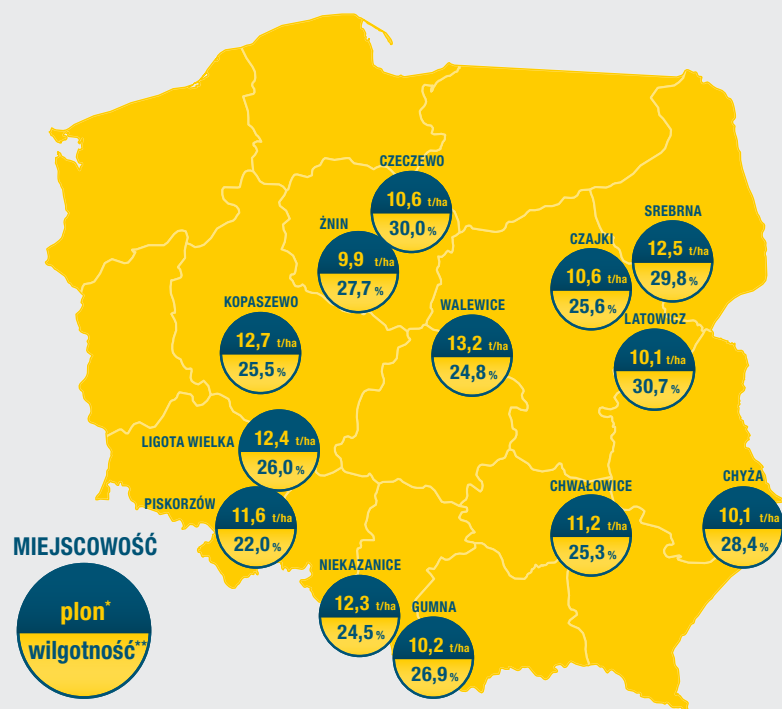 CZECZEWO
10,6 t/ha
30,0 %
ŻNIN
9,9 t/ha
27,7 %
SREBRNA
12,5 t/ha
29,8 %
CZAJKI
10,6 t/ha
25,6 %
KOPASZEWO
12,7 t/ha
25,5 %
WALEWICE
13,2 t/ha
24,8 %
LATOWICZ
10,1 t/ha
30,7 %
LIGOTA WIELKA
12,4 t/ha
26,0 %
PISKORZÓW
11,6 t/ha
22,0 %
CHWAŁOWICE
11,2 t/ha
25,3 %
CHYŻA
10,1 t/ha
28,4 %
NIEKAZANICE
12,3 t/ha
24,5 %
GUMNA
10,2 t/ha
26,9 %
MIEJSCOWOŚĆ
plon*
wilgotność**